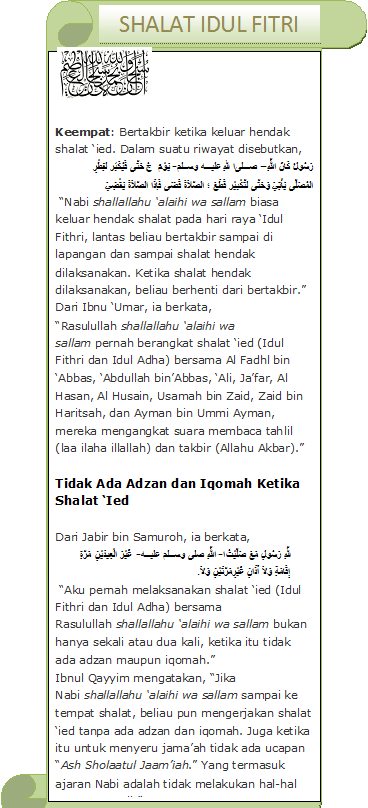 SHALAT IDUL FITRI
Keempat: Bertakbir ketika keluar hendak
shalat ‘ied. Dalam suatu riwayat disebutkan,
“Nabi shallallahu ‘alaihi wa sallam biasa
keluar hendak shalat pada hari raya ‘Idul
Fithri, lantas beliau bertakbir sampai di
lapangan dan sampai shalat hendak
dilaksanakan. Ketika shalat hendak
dilaksanakan, beliau berhenti dari bertakbir.”
Dari Ibnu ‘Umar, ia berkata,
“Rasulullah shallallahu ‘alaihi wa
sallam pernah berangkat shalat ‘ied (Idul
Fithri dan Idul Adha) bersama Al Fadhl bin
‘Abbas, ‘Abdullah bin’Abbas, ‘Ali, Ja’far, Al
Hasan, Al Husain, Usamah bin Zaid, Zaid bin
Haritsah, dan Ayman bin Ummi Ayman,
mereka mengangkat suara membaca tahlil
(laa ilaha illallah) dan takbir (Allahu Akbar).”
Tidak Ada Adzan dan Iqomah Ketika
Shalat ‘Ied
Dari Jabir bin Samuroh, ia berkata,
“Aku pernah melaksanakan shalat ‘ied (Idul
Fithri dan Idul Adha) bersama
Rasulullah shallallahu ‘alaihi wa sallam bukan
hanya sekali atau dua kali, ketika itu tidak
ada adzan maupun iqomah.”
Ibnul Qayyim mengatakan, “Jika
Nabi shallallahu ‘alaihi wa sallam sampai ke
tempat shalat, beliau pun mengerjakan shalat
‘ied tanpa ada adzan dan iqomah. Juga ketika
itu untuk menyeru jama’ah tidak ada ucapan
“Ash Sholaatul Jaam’iah.” Yang termasuk
ajaran Nabi adalah tidak melakukan hal-hal